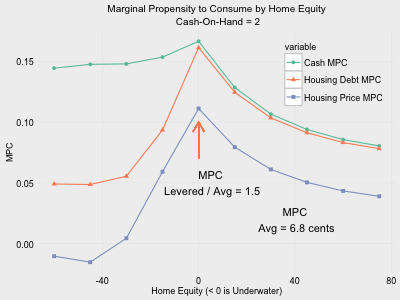 Marginal Propensity to Consume by Home Equity
Cash-On-Hand = 2
variable
Cash MPC
Housing Debt MPC
Housing Price MPC
MPC
0.15
0.10
0.05
0.00
MPC
Levered / Avg = 1.5
MPC
Avg = 6.8 cents
-40
0
40
80
Home Equity (< 0 is Underwater)